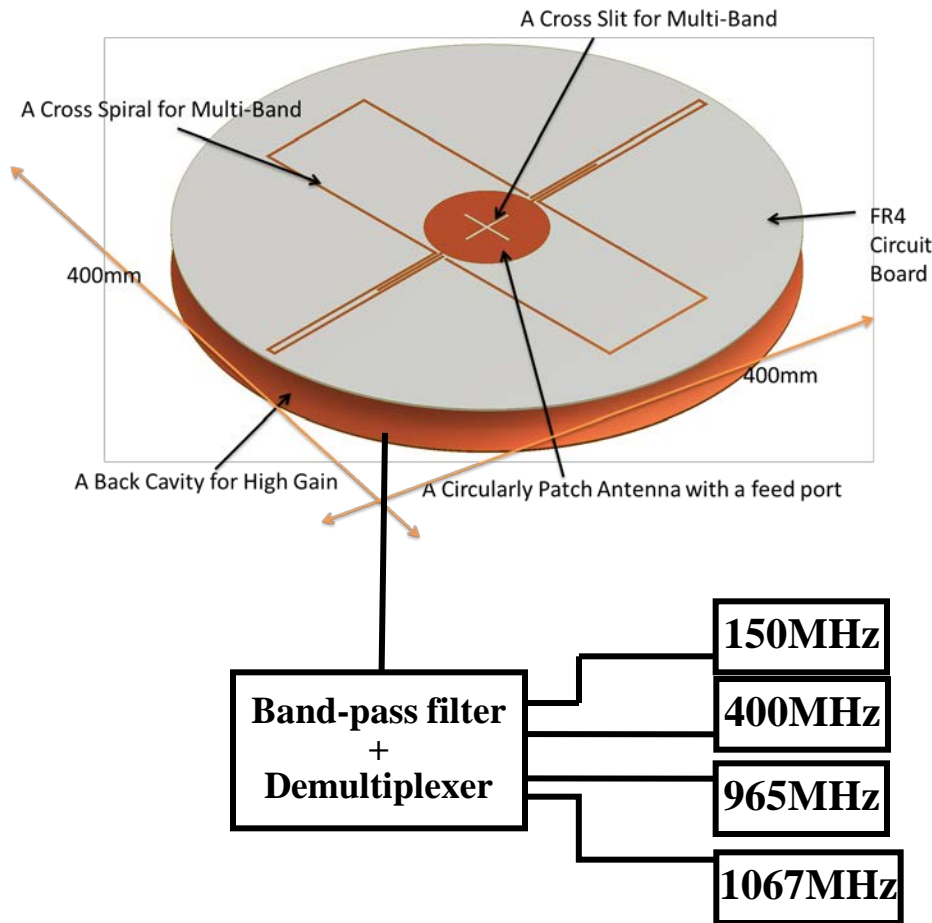 A Cross Slit for Multi-Band
A Cross Spiral for Multi-Band
FR4
Circuit
Board
400mm
400mm
A Back Cavity for High Gain
A Circularly Patch Antenna with a feed port
150MHz
Band-pass filter
+
Demultiplexer
400MHz
965MHz
1067MHz